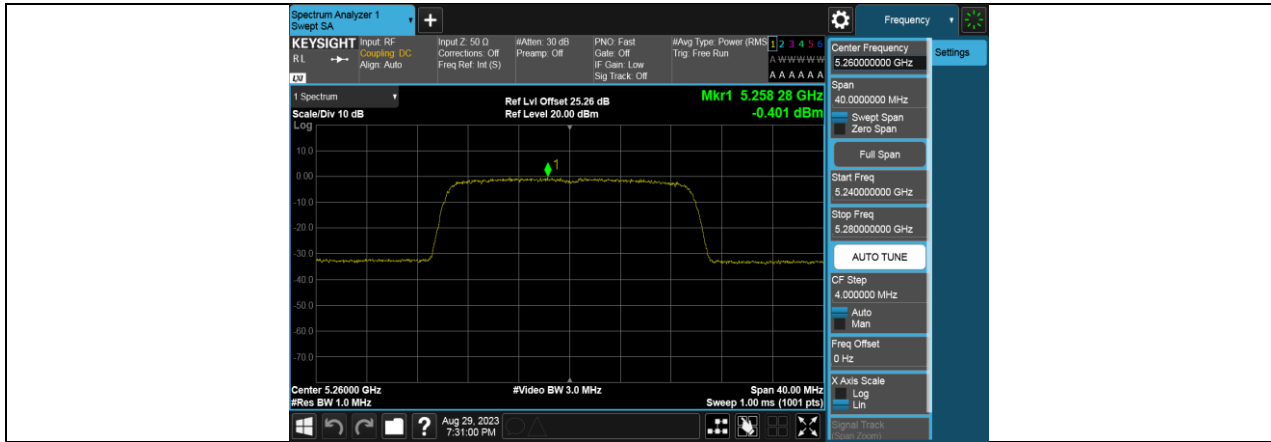 Spectrum Analyzer 1
Swept SA
+
Frequency
KEYSIGHT
RL
LXI
Input: RF
Coupling: DC
Align: Auto
Input Z: 50 Ω
Corrections: Off
Freq Ref: Int (S)
#Atten: 30 dB
Preamp: Off
PNO: Fast
Gate: Off
IF Gain: Low
Sig Track: Off
#Avg Type: Power (RMS
Trig: Free Run
1 2 3 4 5 6
A W W W W W
A A A A A A
1 Spectrum
Scale/Div 10 dB
Log
Ref Lvl Offset 25.26 dB
Ref Level 20.00 dBm
Mkr1 5.258 28 GHz
-0.401 dBm
1
10.0
0.00
-10.0
-20.0
-30.0
-40.0
-50.0
-60.0
-70.0
Center 5.26000 GHz
#Res BW 1.0 MHz
#Video BW 3.0 MHz
Span 40.00 MHz
Sweep 1.00 ms (1001 pts)
?
Aug 29, 2023
7:31:00 PM
Center Frequency
5.260000000 GHz
Settings
Span
40.0000000 MHz
Swept Span
Zero Span
Full Span
Start Freq
5.240000000 GHz
Stop Freq
5.280000000 GHz
AUTO TUNE
CF Step
4.000000 MHz
Auto
Man
Freq Offset
0 Hz
X Axis Scale
Log
Lin
Signal Track
(Span Zoom)